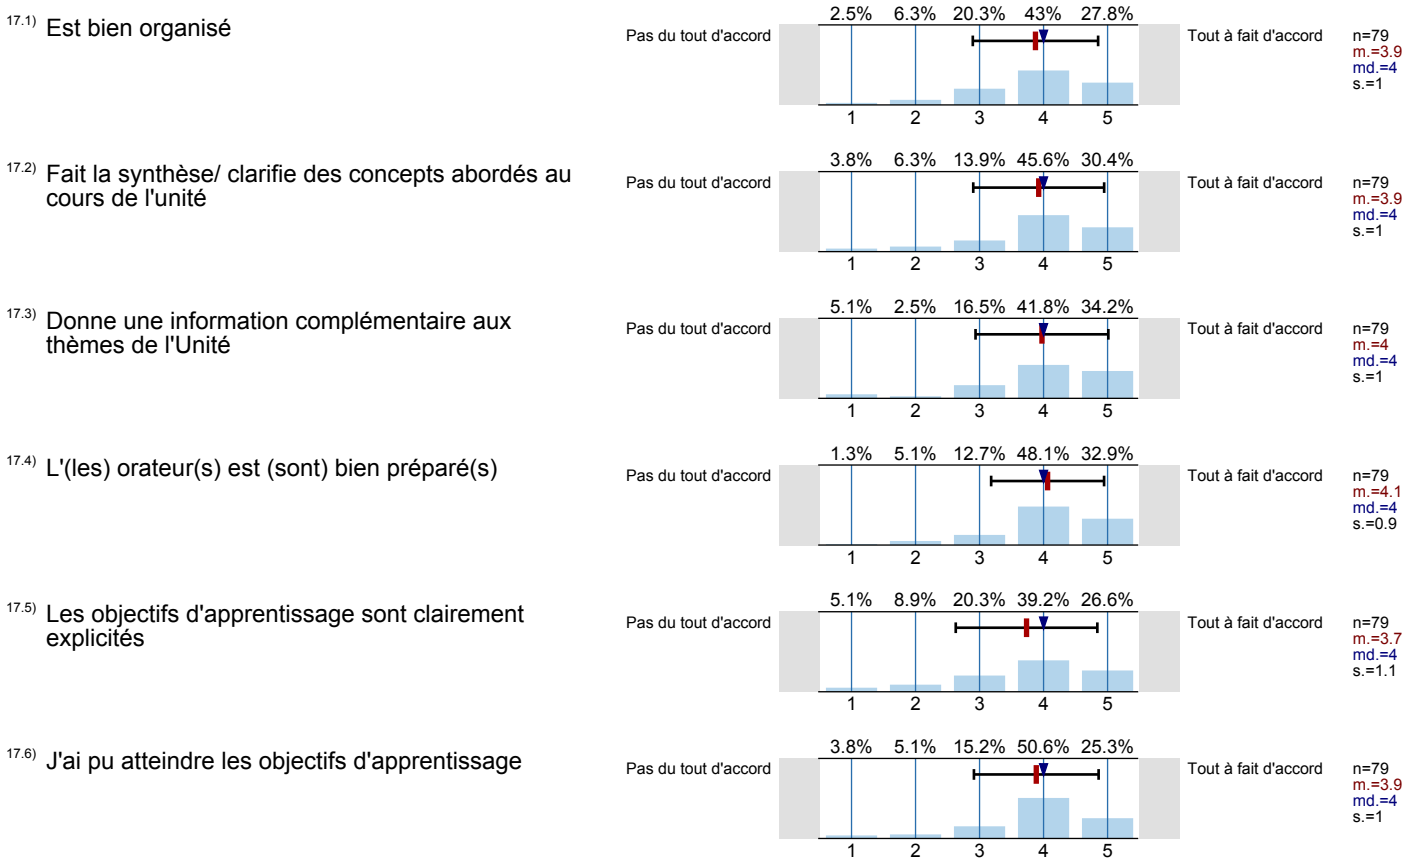 17.1) Est bien organisé
2.5% 6.3% 20.3% 43% 27.8%
Pas du tout d'accord
Tout à fait d'accord
n=79
m.=3.9
md.=4
s.=1
1 2 3 4 5
17.2) Fait la synthèse/ clarifie des concepts abordés au
cours de l'unité
3.8% 6.3% 13.9% 45.6% 30.4%
Pas du tout d'accord
Tout à fait d'accord
n=79
m.=3.9
md.=4
s.=1
1 2 3 4 5
17.3) Donne une information complémentaire aux
thèmes de l'Unité
5.1% 2.5% 16.5% 41.8% 34.2%
Pas du tout d'accord
Tout à fait d'accord
n=79
m.=4
md.=4
s.=1
1 2 3 4 5
17.4) L'(les) orateur(s) est (sont) bien préparé(s)
1.3% 5.1% 12.7% 48.1% 32.9%
Pas du tout d'accord
Tout à fait d'accord
n=79
m.=4.1
md.=4
s.=0.9
1 2 3 4 5
17.5) Les objectifs d'apprentissage sont clairement
explicités
5.1% 8.9% 20.3% 39.2% 26.6%
Pas du tout d'accord
Tout à fait d'accord
n=79
m.=3.7
md.=4
s.=1.1
1 2 3 4 5
17.6) J'ai pu atteindre les objectifs d'apprentissage
3.8% 5.1% 15.2% 50.6% 25.3%
Pas du tout d'accord
Tout à fait d'accord
n=79
m.=3.9
md.=4
s.=1
1 2 3 4 5